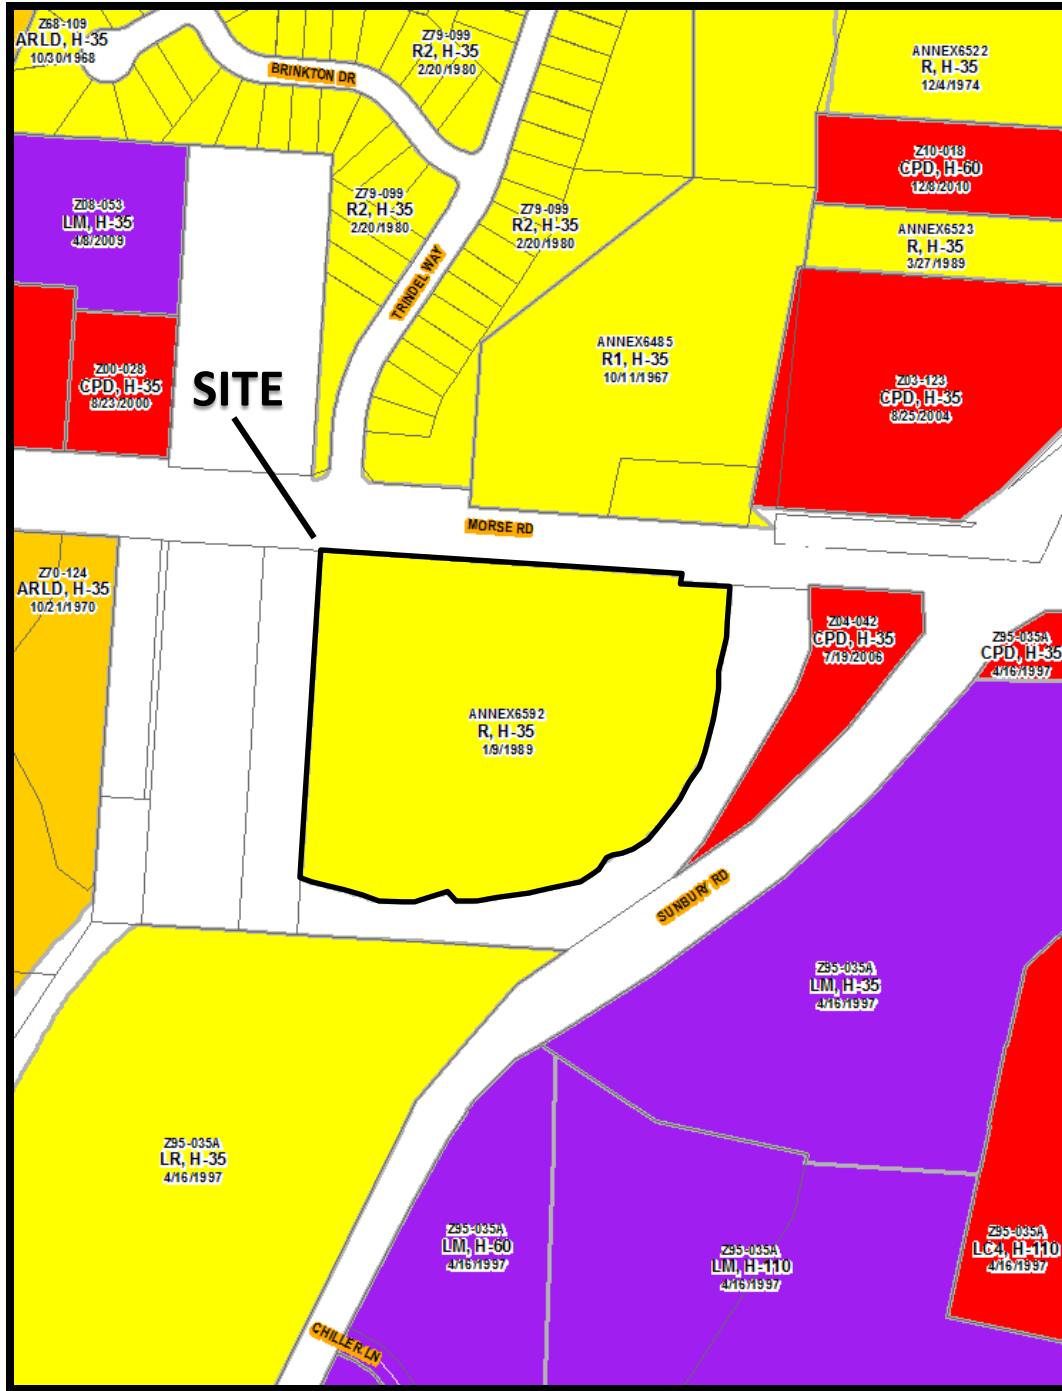 Z68-109
ARLD, H-35
10/30/1968
BRINKTON DR
Z79-099
R2, H-35
2/20/1980
ANNEX6522
R, H-35
12/4/1974
Z10-018
CPD, H-60
12/8/2010
Z08-053
LM, H-35
4/8/2009
Z79-099
R2, H-35
2/20/1980
Z79-099
R2, H-35
2/20/1980
ANNEX6523
R, H-35
3/27/1989
TRINDEL WAY
ANNEX6485
R1, H-35
10/11/1967
Z00-028
CPD, H-35
8/23/2000
SITE
Z03-123
CPD, H-35
8/25/2004
MORSE RD
Z70-124
ARLD, H-35
10/21/1970
Z04-042
CPD, H-35
7/19/2006
Z95-035A
CPD, H-35
4/16/1997
ANNEX6592
R, H-35
1/9/1989
SUNBURY RD
Z95-035A
LM, H-35
4/16/1997
Z95-035A
LR, H-35
4/16/1997
Z95-035A
LM, H-60
4/16/1997
Z95-035A
LM, H-110
4/16/1997
Z95-035A
LC4, H-110
4/16/1997
CHILLER LN